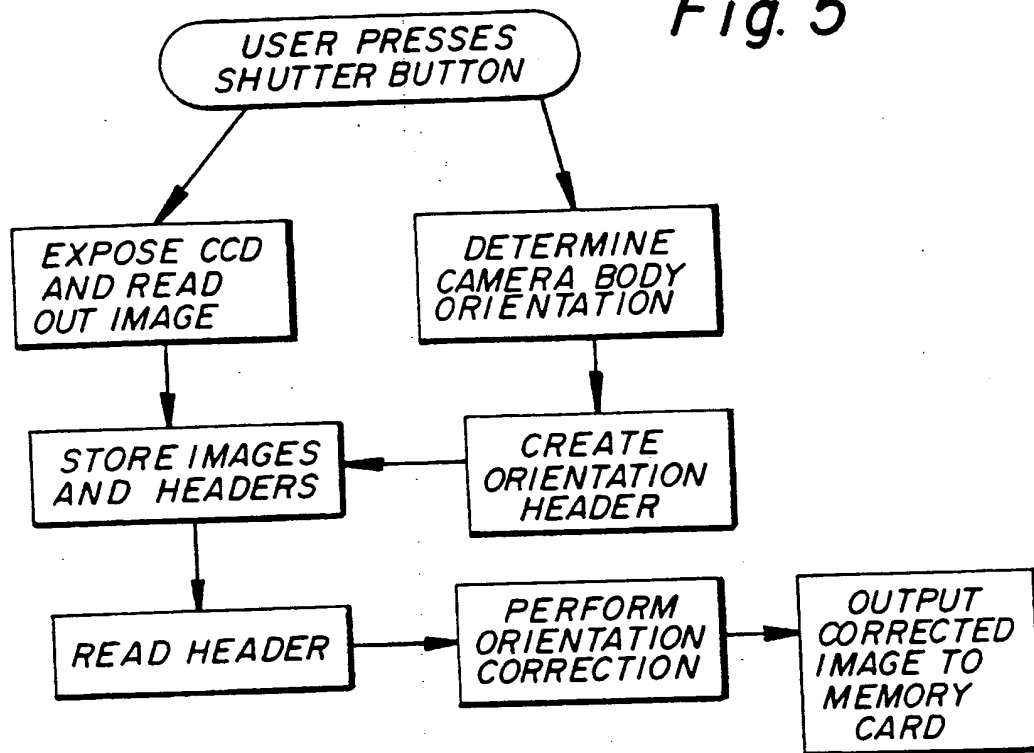 Fig. 5
USER PRESSES
SHUTTER BUTTON
EXPOSE CCD
AND READ
OUT IMAGE
DETERMINE
CAMERA BODY
ORIENTATION
STORE IMAGES
AND HEADERS
CREATE
ORIENTATION
HEADER
READ HEADER
PERFORM
ORIENTATION
CORRECTION
OUTPUT
CORRECTED
IMAGE TO
MEMORY
CARD